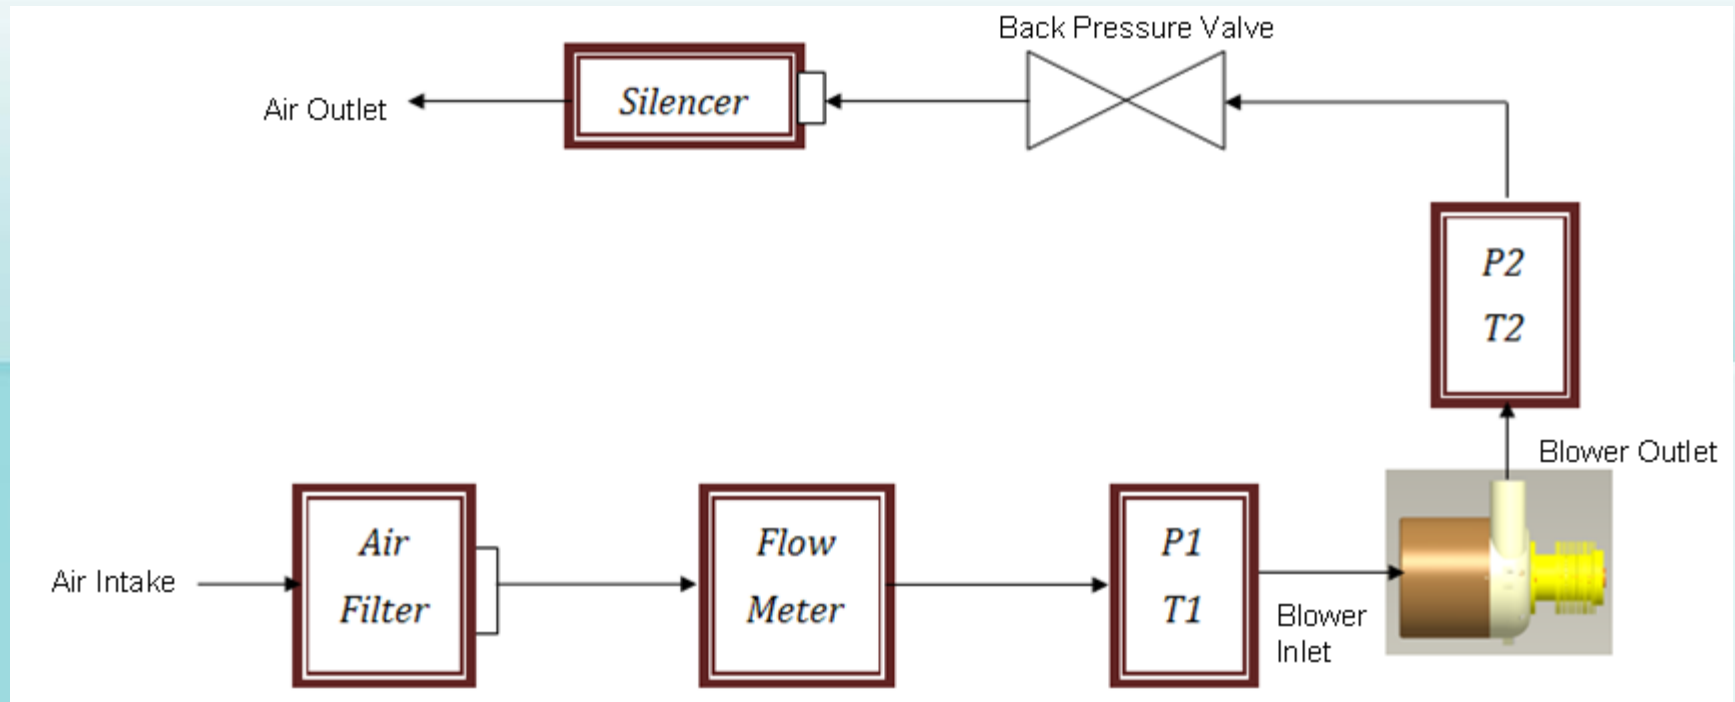 Back Pressure Valve
Air Outlet
Silencer
P2
T2
Blower Outlet
Air Intake
Air
Filter
Flow
Meter
P1
T1
Blower
Inlet